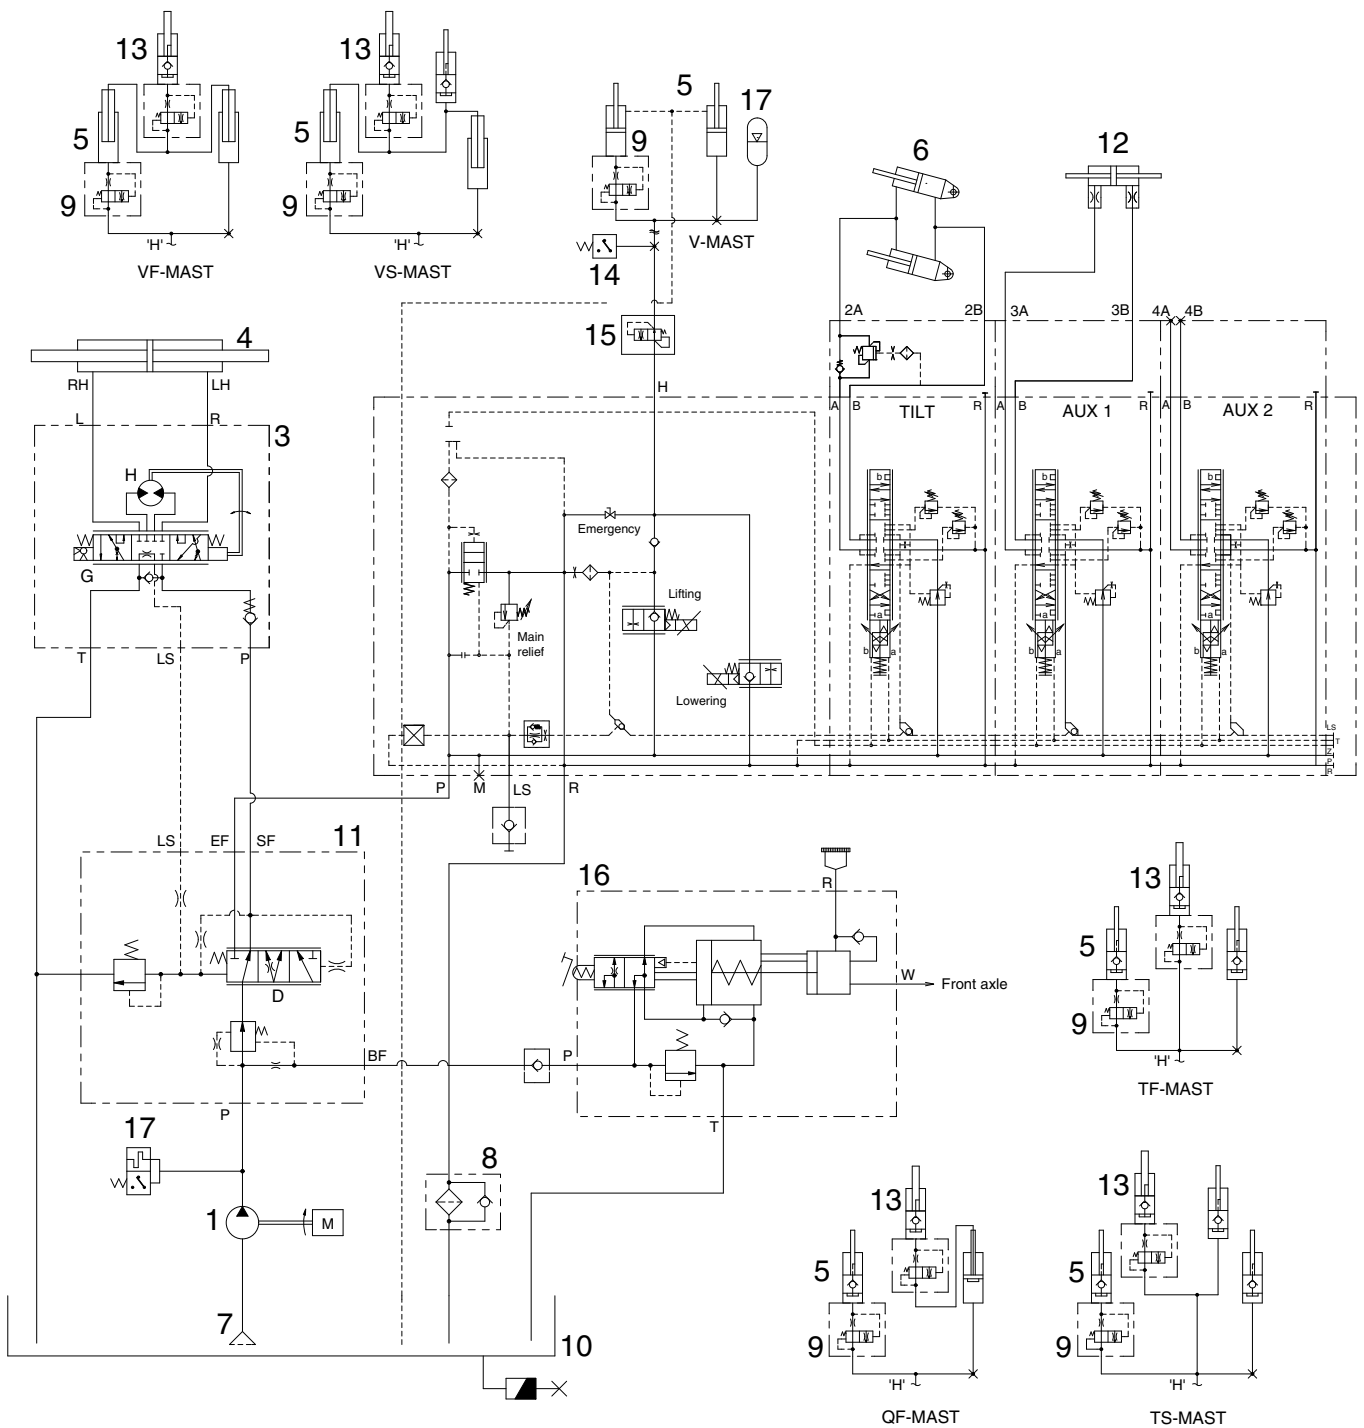 13
13
5
17
5
5
9
6
12
9
9
'H'
'H'
V-MAST
VF-MAST
VS-MAST
14
15
2A
2B
3A
3B
4A
4B
4
RH
LH
H
L
R
3
A
B
TILT
R
A
B
AUX 1
R
A
B
AUX 2
R
H
G
Emergency
b
b
b
Lifting
Main
relief
a
a
a
b
a
b
a
b
a
T
LS
P
Lowering
LS
T
Z
P
R
P
M
LS
R
LS
EF
SF
11
16
R
13
D
W
Front axle
5
9
BF
P
'H'
TF-MAST
P
T
17
8
13
13
1
M
5
5
7
10
9
9
'H'
'H'
QF-MAST
TS-MAST